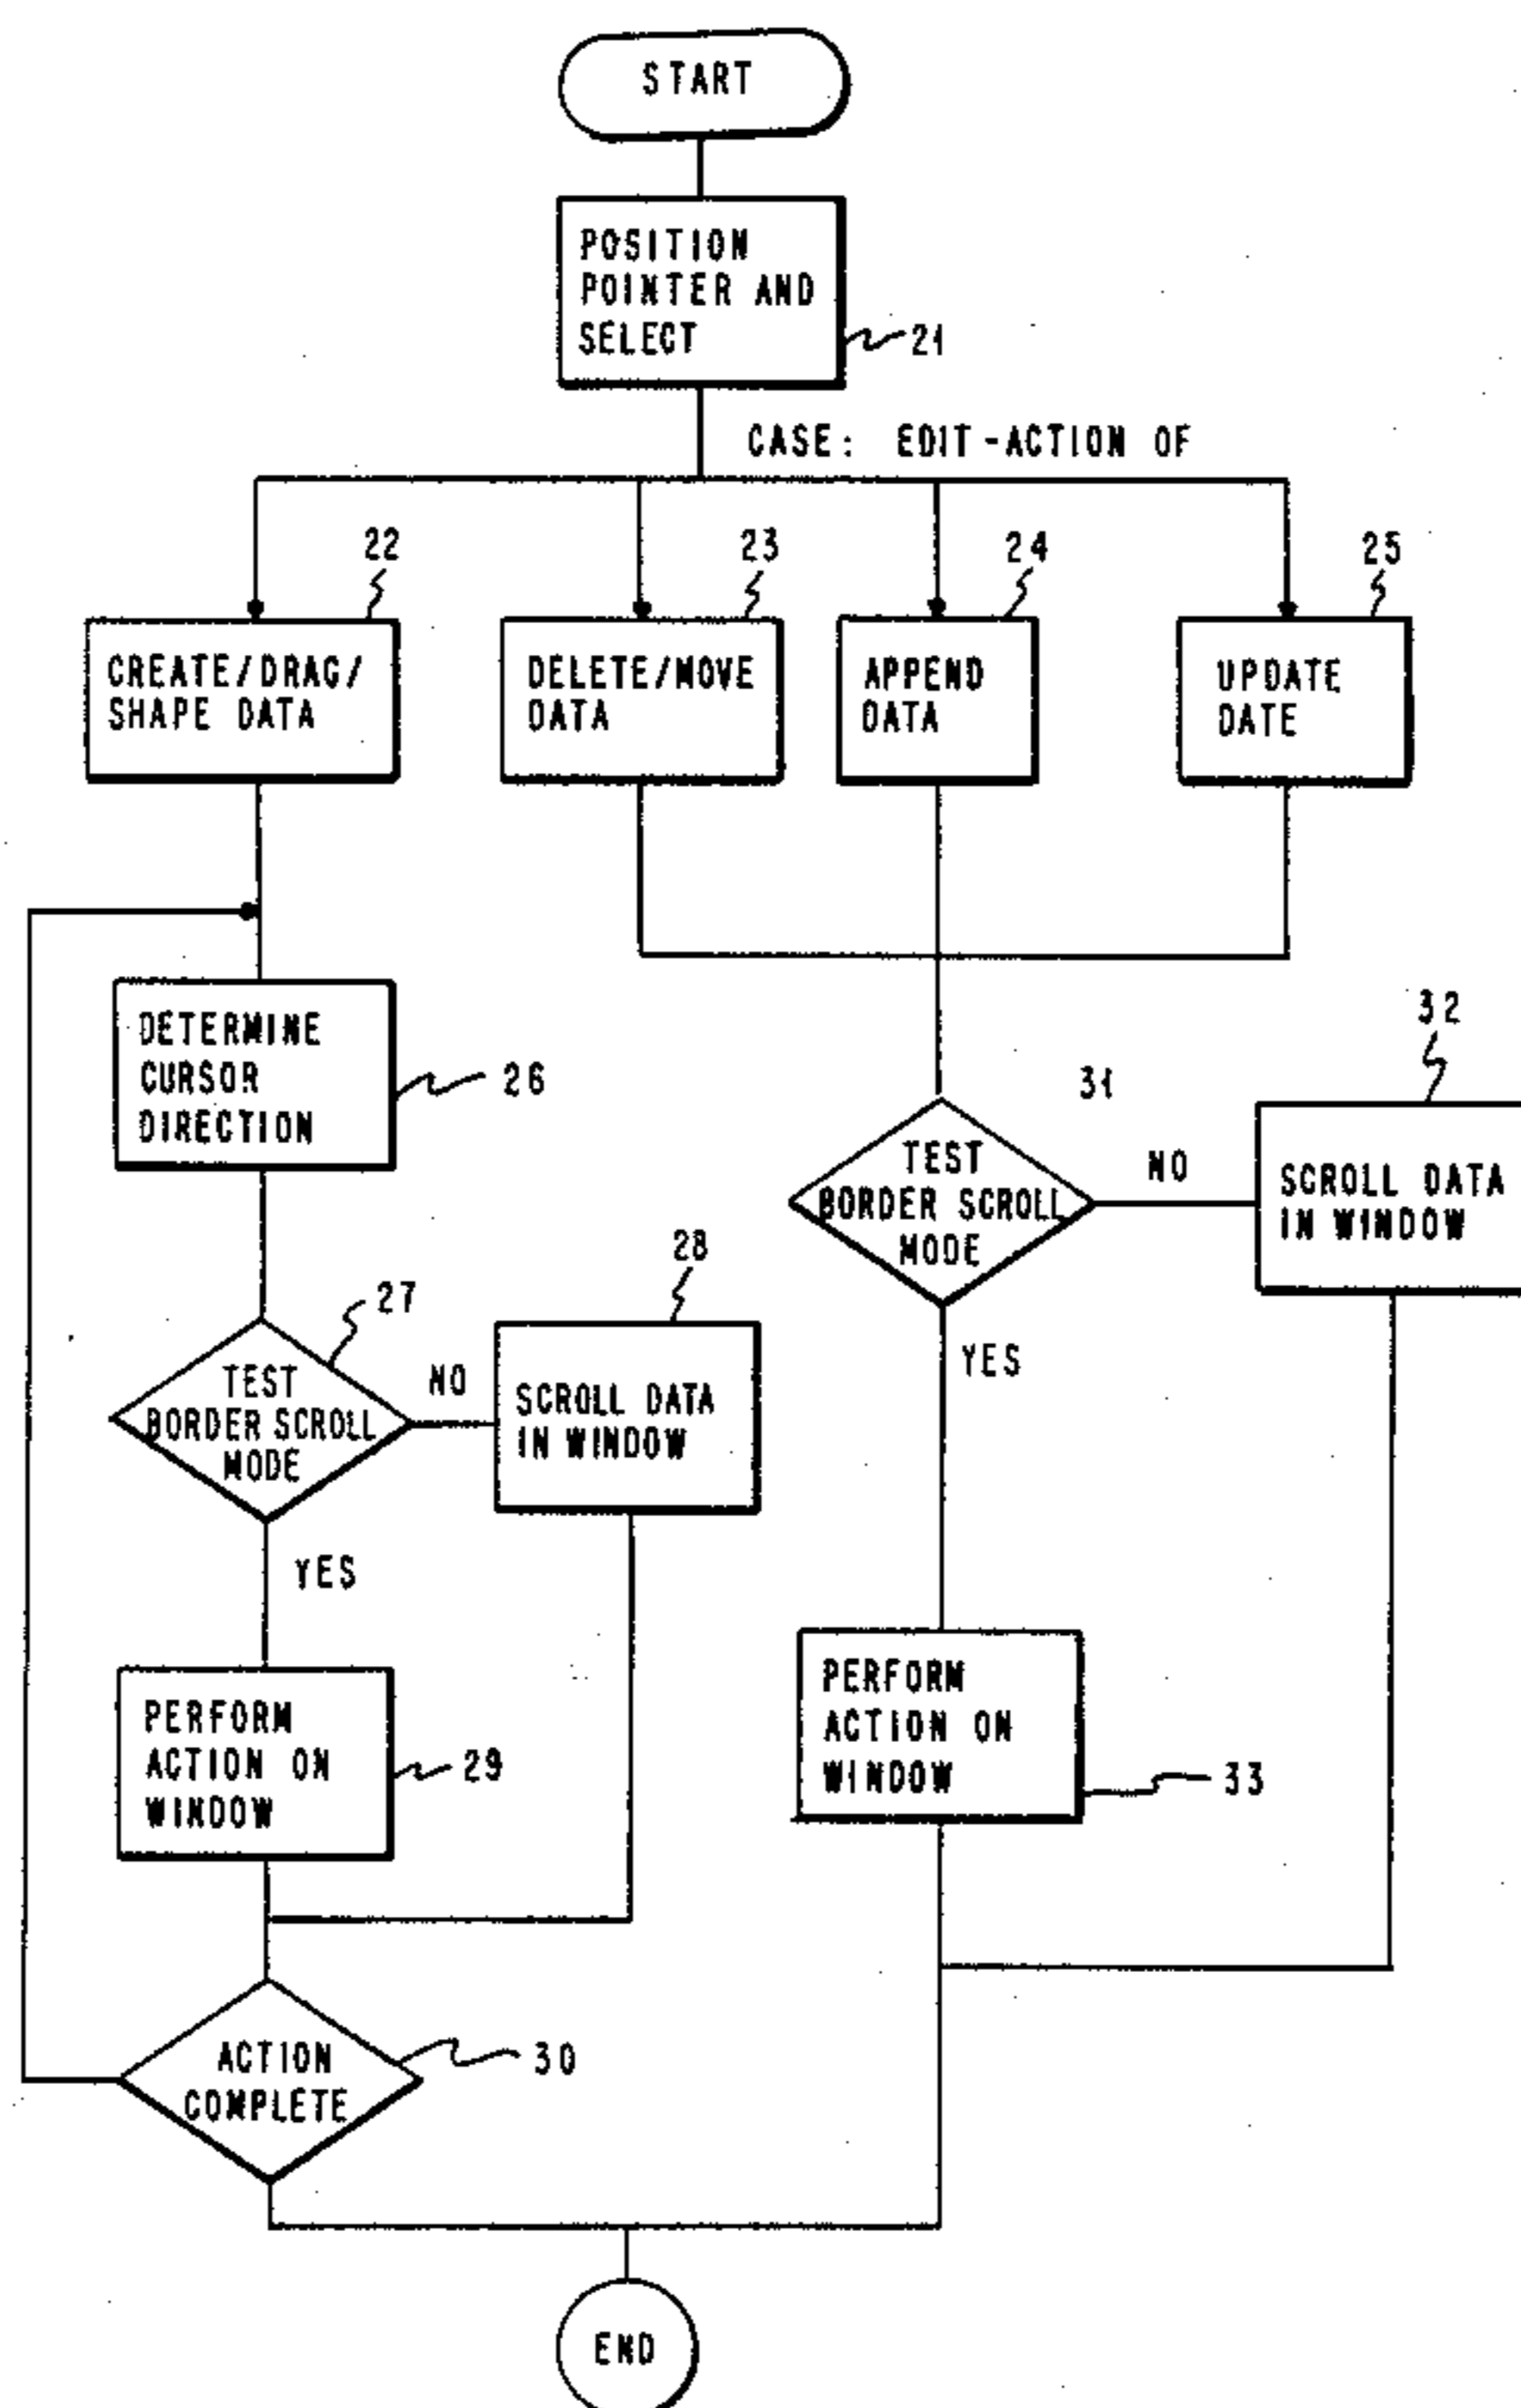 START
POSITION
POINTER AND
SELECT
21
CASE: EDIT-ACTION OF
22
23
24
25
CREATE/DRAG/
SHAPE DATA
DELETE/MOVE
DATA
APPEND
DATA
UPDATE
DATE
DETERMINE
CURSOR
DIRECTION
26
31
32
TEST
BORDER SCROLL
MODE
NO
SCROLL DATA
IN WINDOW
YES
27
28
TEST
BORDER SCROLL
MODE
NO
SCROLL DATA
IN WINDOW
YES
PERFORM
ACTION ON
WINDOW
29
PERFORM
ACTION ON
WINDOW
33
ACTION
COMPLETE
30
END